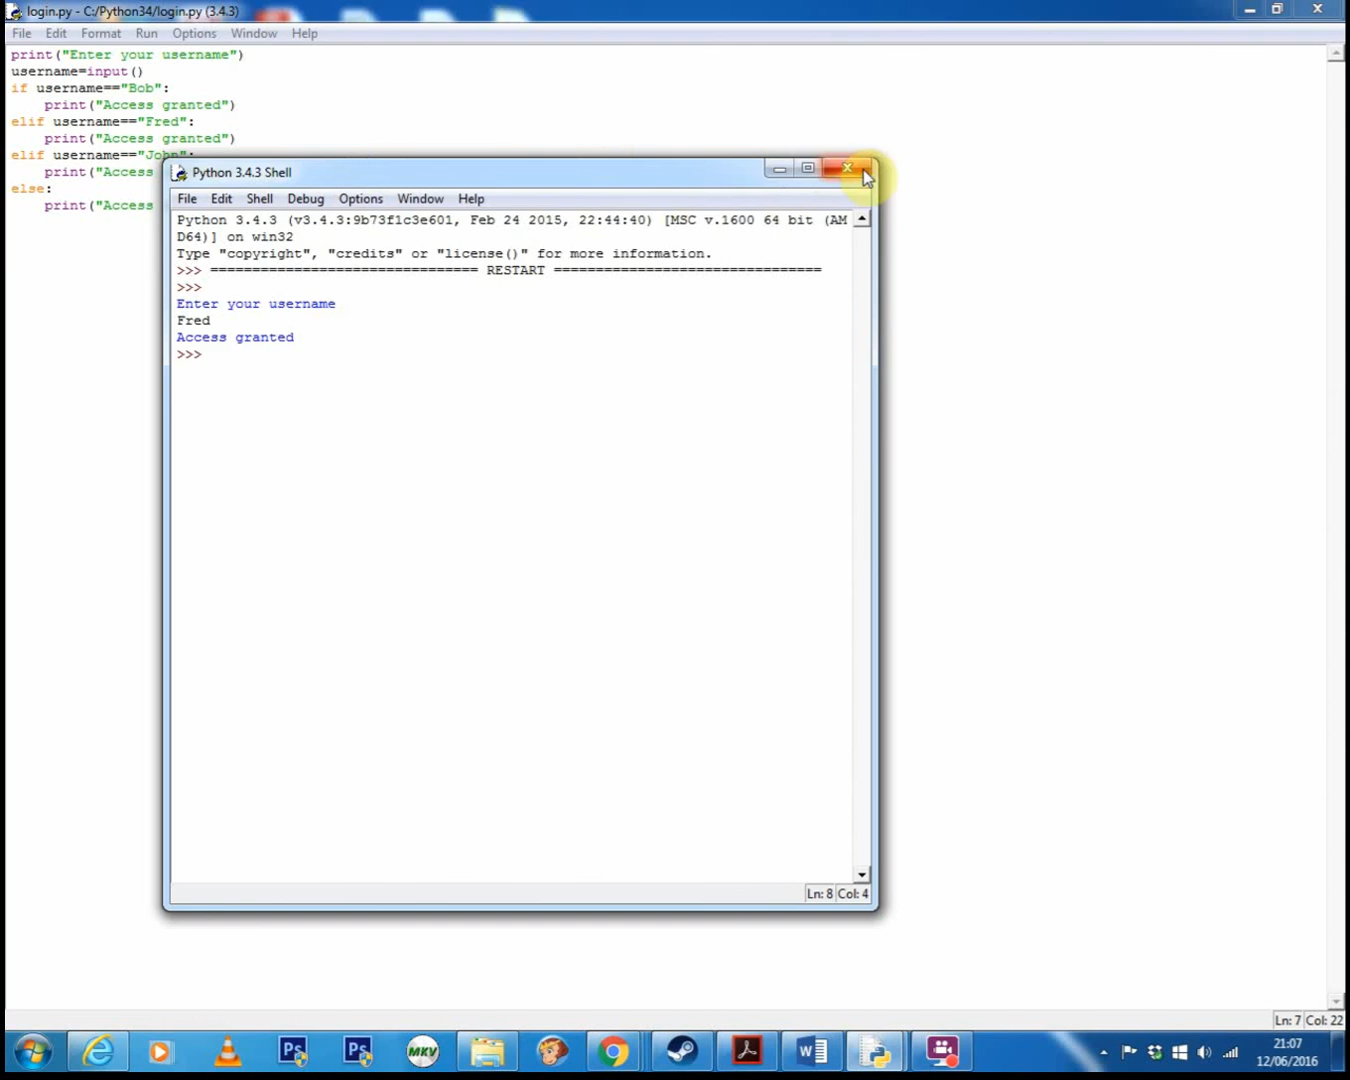 login.py - C:/Python34/login.py (3.4.3)
File Edit Format Run Options Window Help
print("Enter your username")
username=input()
if username=="Bob":
    print("Access granted")
elif username=="Fred":
    print("Access granted")
elif username=="John":
    print("Access
else:
    print("Access
Python 3.4.3 Shell
File Edit Shell Debug Options Window Help
Python 3.4.3 (v3.4.3:9b73f1c3e601, Feb 24 2015, 22:44:40) [MSC v.1600 64 bit (AM
D64)] on win32
Type "copyright", "credits" or "license()" for more information.
>>> ================================ RESTART ================================
>>>
Enter your username
Fred
Access granted
>>>
Ln: 8 Col: 4
Ln: 7 Col: 22
Ps
Ps
MKV
W
21:07
12/06/2016